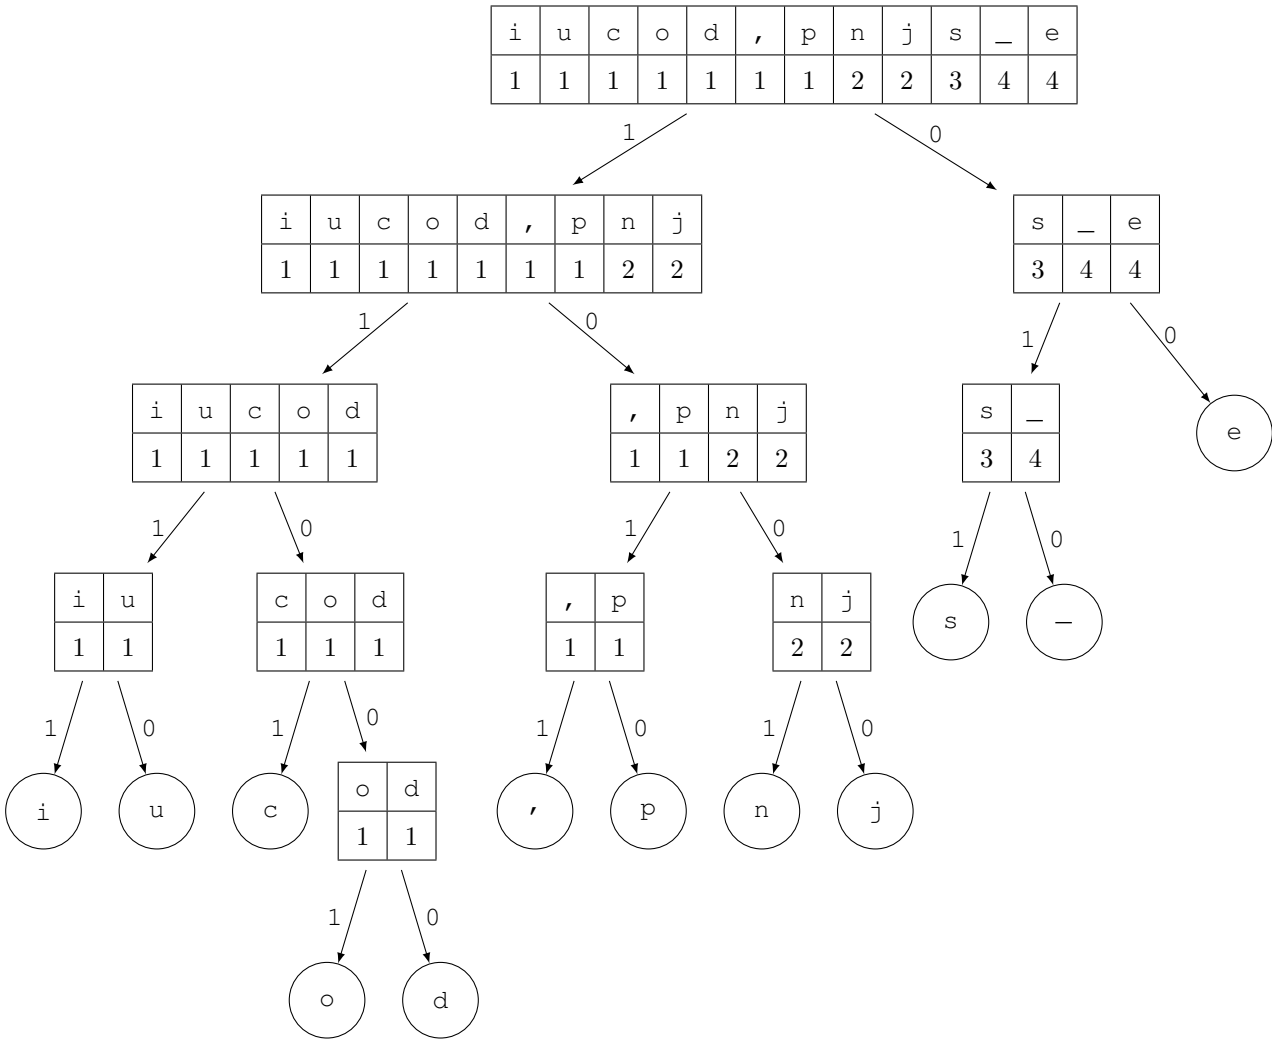 i u c o d , p n j s _ e
1 1 1 1 1 1 1 2 2 3 4 4
1 0
i u c o d , p n j s _ e
1 1 1 1 1 1 1 2 2 3 4 4
1 0 1 0
i u c o d , p n j s _ e
1 1 1 1 1 1 1 2 2 3 4
1 0 1 0 1 0
i u c o d , p n j s _
1 1 1 1 1 1 1 2 2
1 0 1 0 1 0 1 0
i u c o d , p n j
1 1
1 0
o d